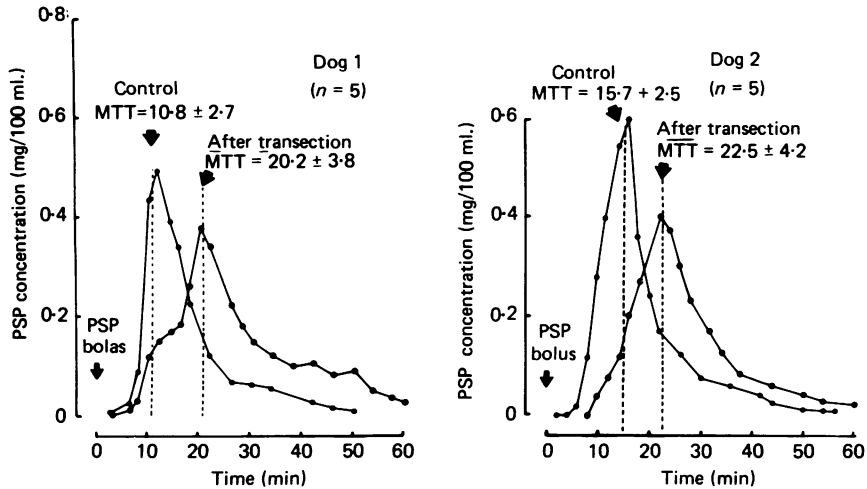 0·8
0·6
0·4
0·2
0
PSP concentration (mg/100 ml.)
Dog 1
(n = 5)
Control
MTT=10·8 ± 2·7
After transection
MTT = 20·2 ± 3·8
PSP
bolas
0 10 20 30 40 50 60
Time (min)
0·6
0·4
0·2
0
PSP concentration (mg/100 ml.)
Dog 2
(n = 5)
Control
MTT = 15·7 + 2·5
After transection
MTT = 22·5 ± 4·2
PSP
bolus
0 10 20 30 40 50 60
Time (min)